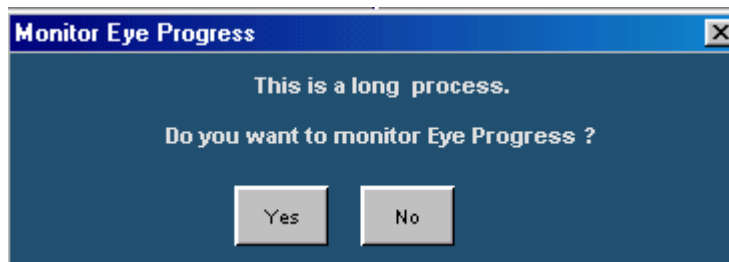 Monitor Eye Progress
This is a long process.
Do you want to monitor Eye Progress ?
Yes No